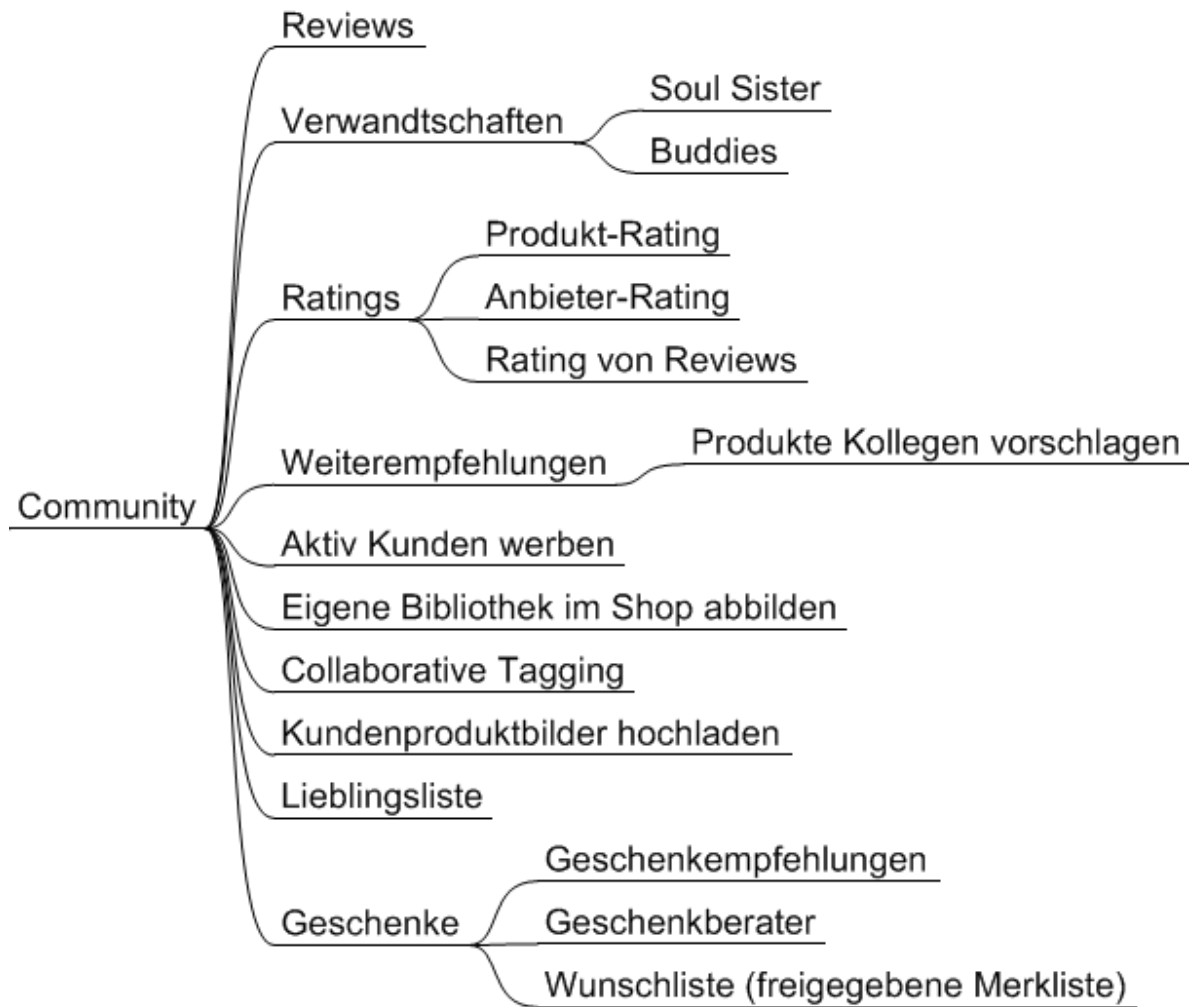 Reviews
Soul Sister
Verwandtschaften
Buddies
Produkt-Rating
Ratings
Anbieter-Rating
Rating von Reviews
Produkte Kollegen vorschlagen
Weiterempfehlungen
Community
Aktiv Kunden werben
Eigene Bibliothek im Shop abbilden
Collaborative Tagging
Kundenproduktbilder hochladen
Lieblingsliste
Geschenkempfehlungen
Geschenke
Geschenkberater
Wunschliste (freigegebene Merkliste)